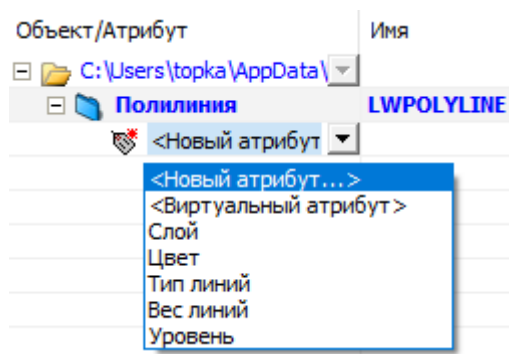 Объект/Атрибут Имя
C:\Users\topka\AppData\
Полилиния LWPOLYLINE
<Новый атрибут
<Новый атрибут...>
<Виртуальный атрибут>
Слой
Цвет
Тип линий
Вес линий
Уровень